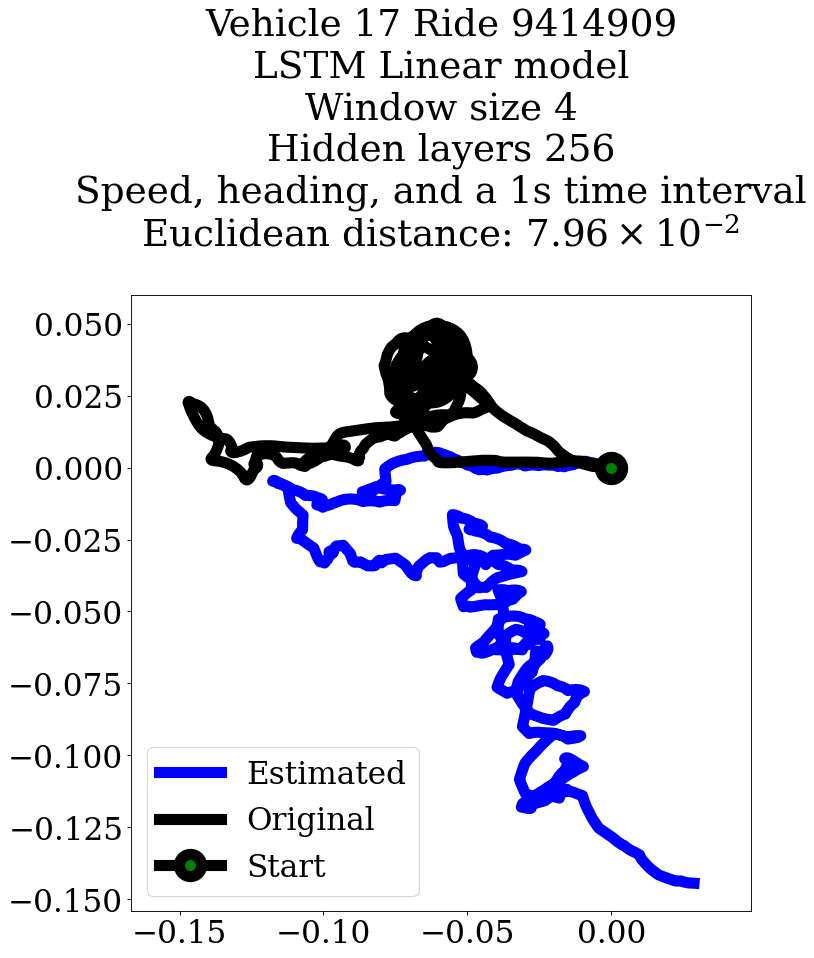 Vehicle 17 Ride 9414909
LSTM Linear model
Window size 4
Hidden layers 256
Speed, heading, and a 1s time interval
Euclidean distance: 7.96 × 10⁻²
0.050
0.025
0.000
−0.025
−0.050
−0.075
−0.100
−0.125
−0.150
Estimated
Original
Start
−0.15 −0.10 −0.05 0.00